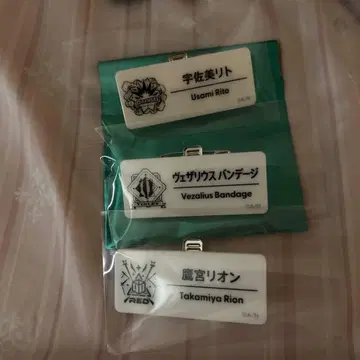 宇佐美リト
Usami Rito
ヴェザリウス バンデージ
Vezalius Bandage
鷹宮リオン
RED
Takamiya Rion